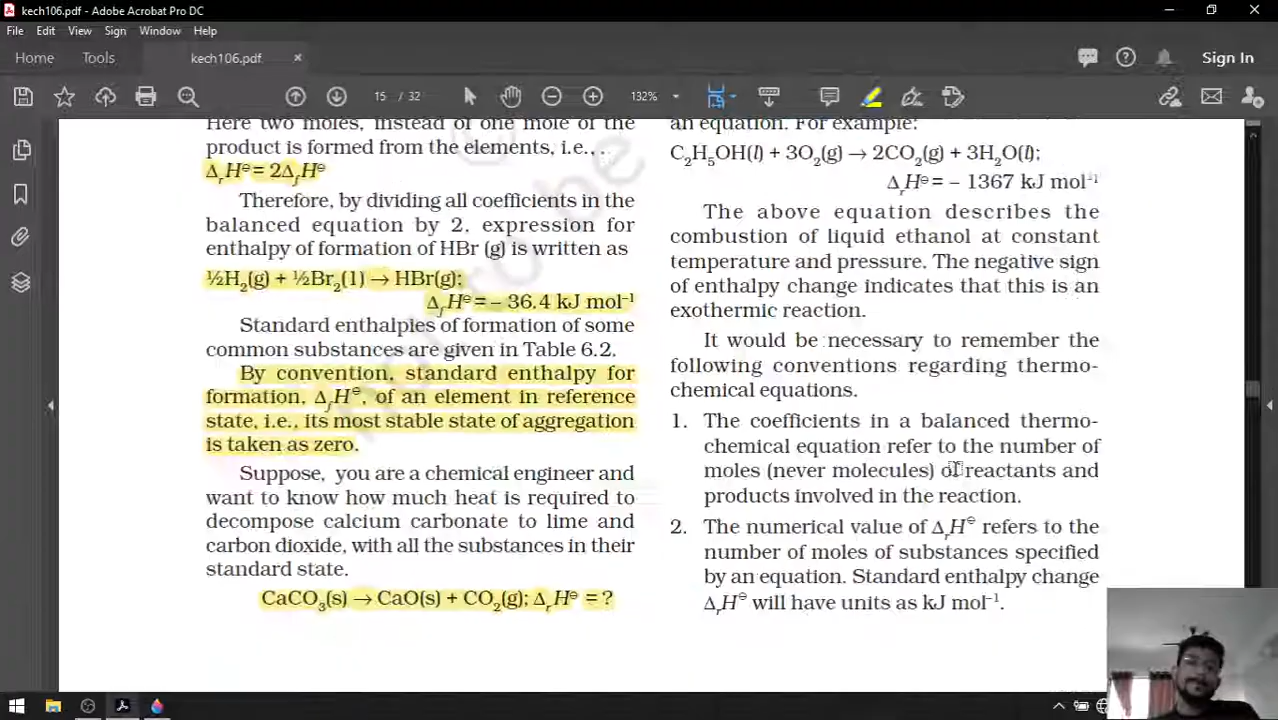 kech106.pdf - Adobe Acrobat Pro DC
File Edit View Sign Window Help
Home Tools kech106.pdf × Sign In
15 / 32 132%
Here two moles, instead of one mole of the
product is formed from the elements, i.e., .
ΔᵣH⊖ = 2Δ_fH⊖
Therefore, by dividing all coefficients in the
balanced equation by 2, expression for
enthalpy of formation of HBr (g) is written as
½H₂(g) + ½Br₂(1) → HBr(g);
Δ_fH⊖ = – 36.4 kJ mol⁻¹
Standard enthalpies of formation of some
common substances are given in Table 6.2.
By convention, standard enthalpy for
formation, Δ_fH⊖, of an element in reference
state, i.e., its most stable state of aggregation
is taken as zero.
Suppose, you are a chemical engineer and
want to know how much heat is required to
decompose calcium carbonate to lime and
carbon dioxide, with all the substances in their
standard state.
CaCO₃(s) → CaO(s) + CO₂(g); ΔᵣH⊖ = ?
an equation. For example:
C₂H₅OH(l) + 3O₂(g) → 2CO₂(g) + 3H₂O(l);
ΔᵣH⊖ = – 1367 kJ mol⁻¹
The above equation describes the
combustion of liquid ethanol at constant
temperature and pressure. The negative sign
of enthalpy change indicates that this is an
exothermic reaction.
It would be necessary to remember the
following conventions regarding thermo-
chemical equations.
1. The coefficients in a balanced thermo-
chemical equation refer to the number of
moles (never molecules) of reactants and
products involved in the reaction.
2. The numerical value of ΔᵣH⊖ refers to the
number of moles of substances specified
by an equation. Standard enthalpy change
ΔᵣH⊖ will have units as kJ mol⁻¹.